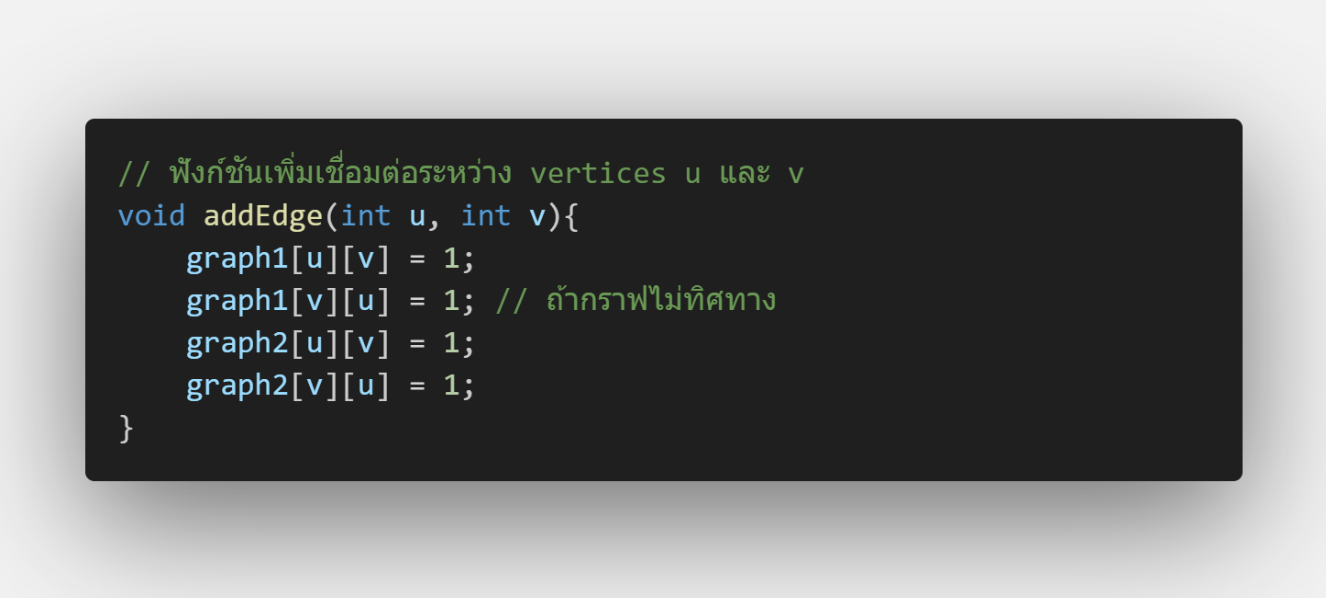 // ฟังก์ชันเพิ่มเชื่อมต่อระหว่าง vertices u และ v
void addEdge(int u, int v){
    graph1[u][v] = 1;
    graph1[v][u] = 1; // ถ้ากราฟไม่ทิศทาง
    graph2[u][v] = 1;
    graph2[v][u] = 1;
}